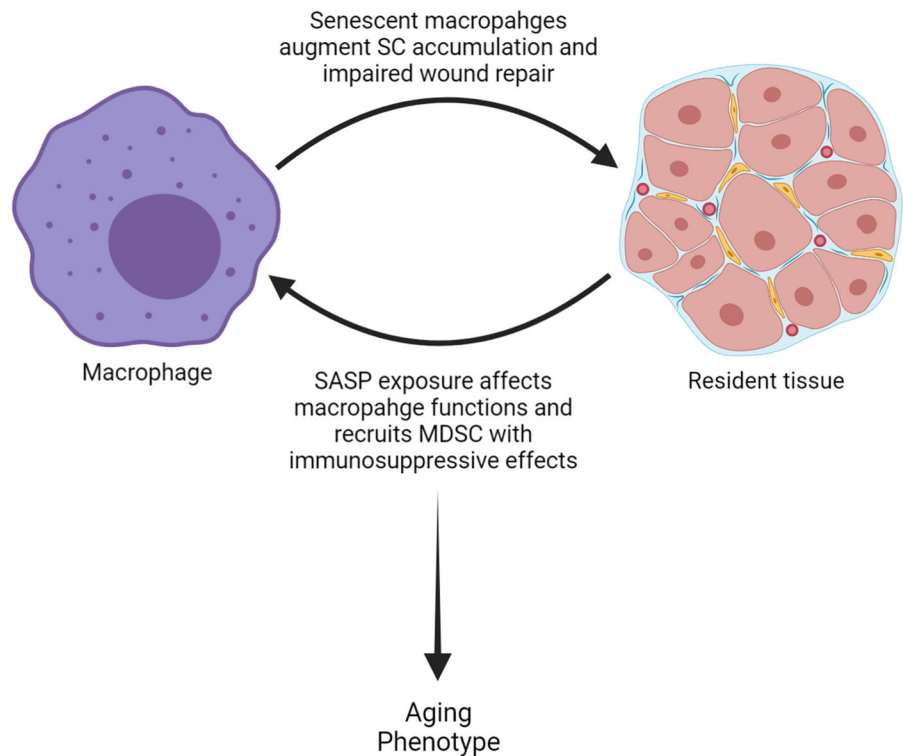 Senescent macropahges
augment SC accumulation and
impaired wound repair
Macrophage
Resident tissue
SASP exposure affects
macropahge functions and
recruits MDSC with
immunosuppressive effects
Aging
Phenotype